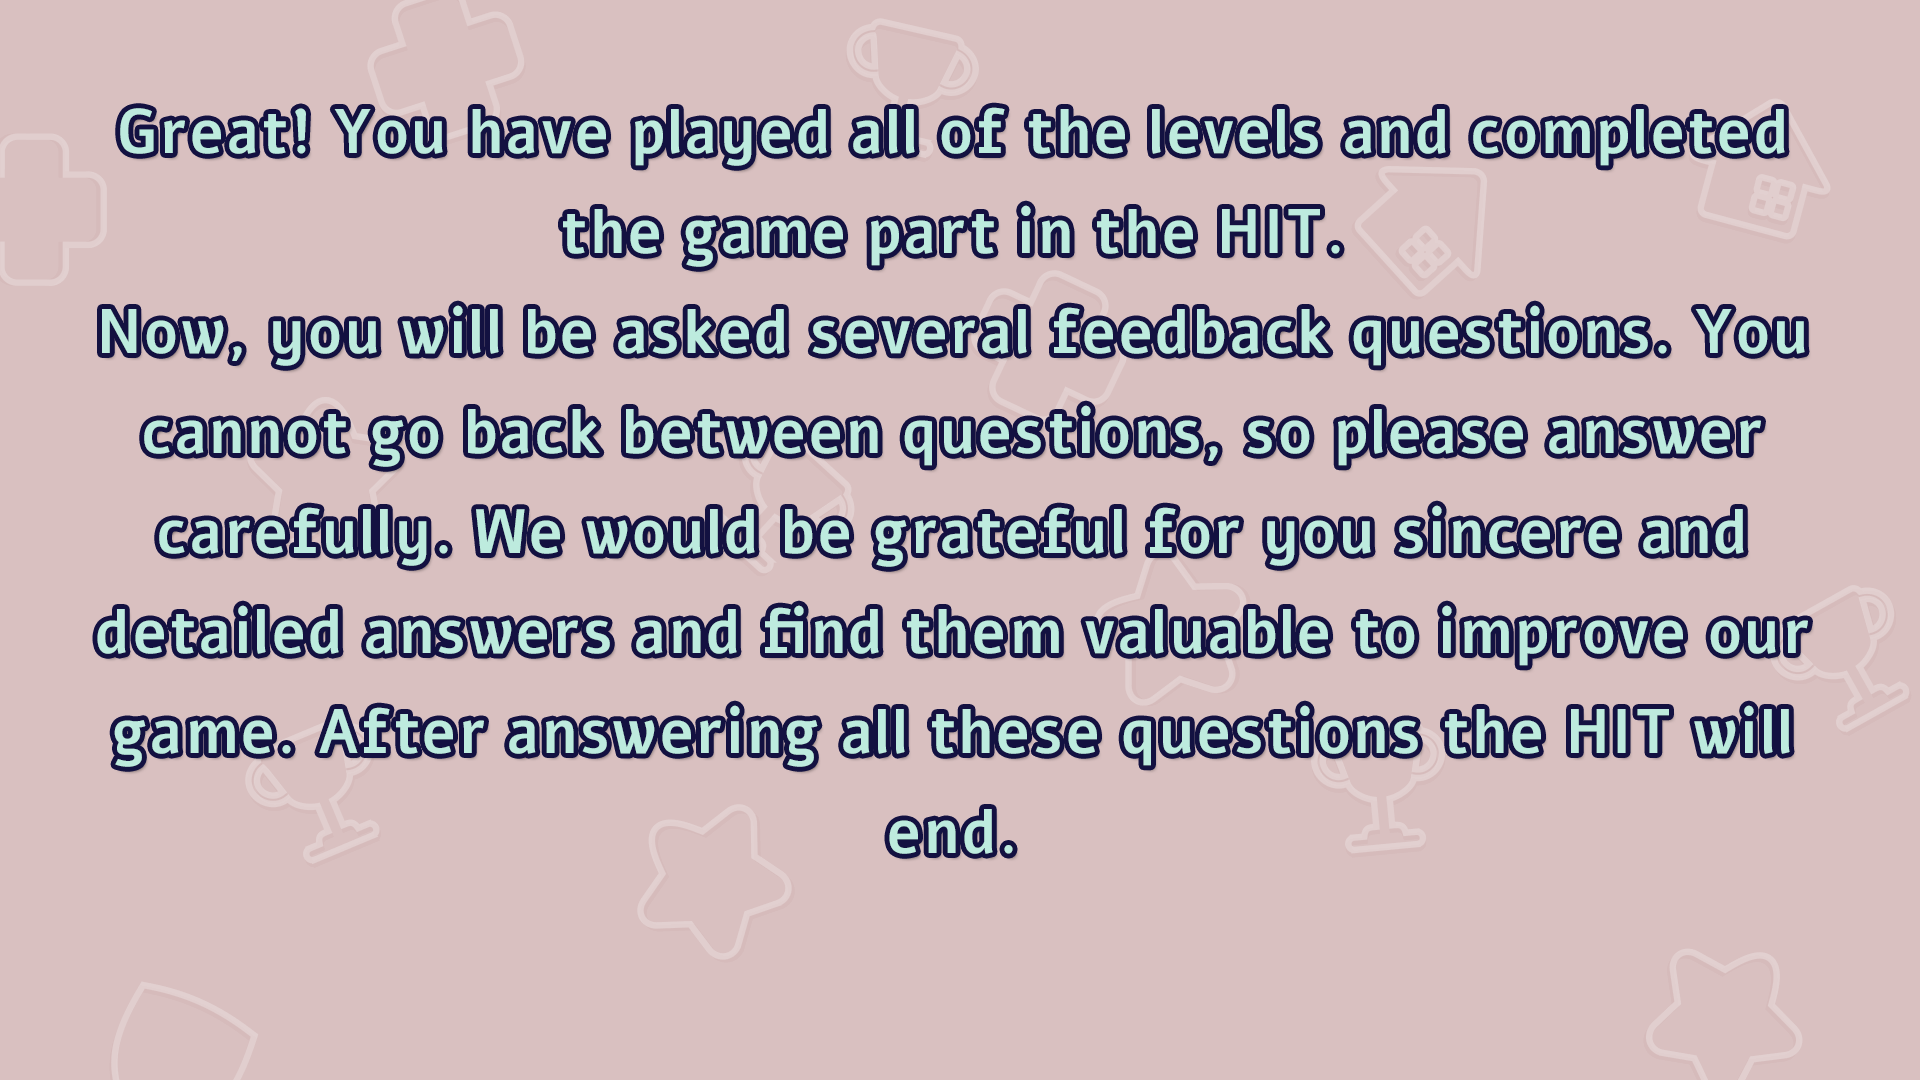 Great! You have played all of the levels and completed
the game part in the HIT.
Now, you will be asked several feedback questions. You
cannot go back between questions, so please answer
carefully. We would be grateful for you sincere and
detailed answers and find them valuable to improve our
game. After answering all these questions the HIT will
end.